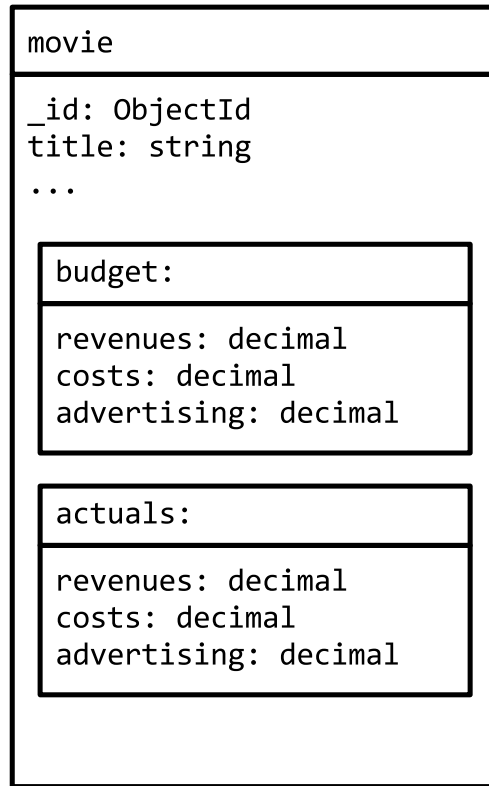 movie
_id: ObjectId
title: string
...
budget:
revenues: decimal
costs: decimal
advertising: decimal
actuals:
revenues: decimal
costs: decimal
advertising: decimal